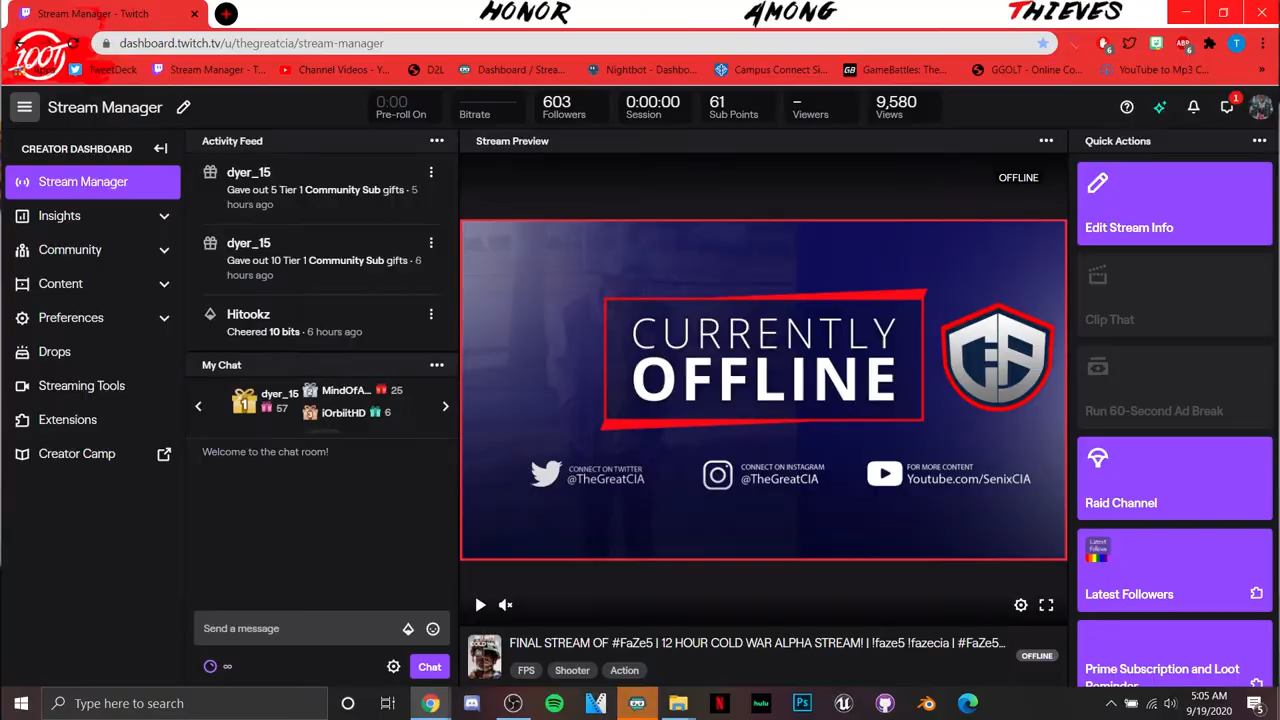 Stream Manager - Twitch
HONOR AMONG THIEVES
100T
dashboard.twitch.tv/u/thegreatcia/stream-manager
Apps
TweetDeck
Stream Manager - T...
Channel Videos - Y...
D2L
Dashboard / Strea...
Nightbot - Dashbo...
Campus Connect Si...
GameBattles: The...
GGOLT - Online Co...
YouTube to Mp3 C...
Stream Manager
0:00
Pre-roll On
Bitrate
603
Followers
0:00:00
Session
61
Sub Points
–
Viewers
9,580
Views
1
CREATOR DASHBOARD
Stream Manager
Insights
Community
Content
Preferences
Drops
Streaming Tools
Extensions
Creator Camp
Activity Feed
dyer_15
Gave out 5 Tier 1 Community Sub gifts · 5
hours ago
dyer_15
Gave out 10 Tier 1 Community Sub gifts · 6
hours ago
Hitookz
Cheered 10 bits · 6 hours ago
My Chat
1
dyer_15
57
MindOfA... 25
iOrbiitHD 6
Welcome to the chat room!
Send a message
∞
Chat
Stream Preview
OFFLINE
CURRENTLY
OFFLINE
CONNECT ON TWITTER
@TheGreatCIA
CONNECT ON INSTAGRAM
@TheGreatCIA
FOR MORE CONTENT
Youtube.com/SenixCIA
FINAL STREAM OF #FaZe5 | 12 HOUR COLD WAR ALPHA STREAM! | !faze5 !fazecia | #FaZe5...
OFFLINE
FPS
Shooter
Action
Quick Actions
Edit Stream Info
Clip That
Run 60-Second Ad Break
Raid Channel
Latest
Follows
Latest Followers
Prime Subscription and Loot
Reminder
Type here to search
5:05 AM
9/19/2020
5